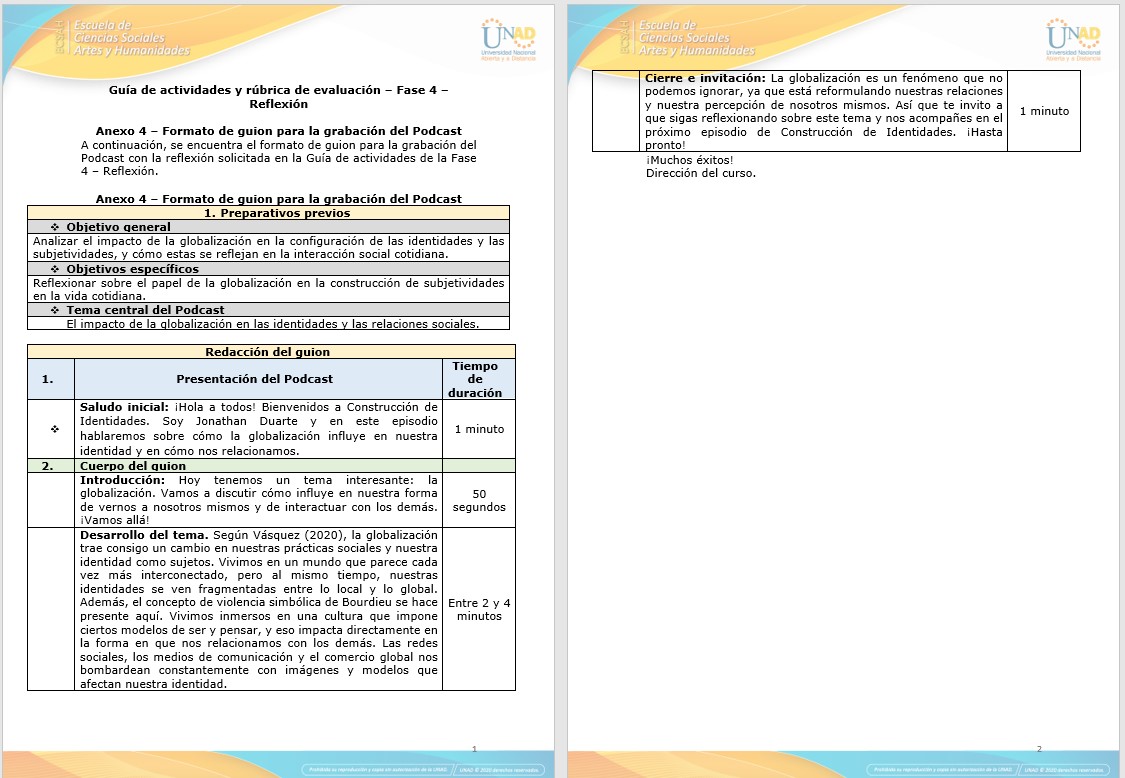 ECSAH
Escuela de
Ciencias Sociales
Artes y Humanidades
UNAD
Universidad Nacional
Abierta y a Distancia
Guía de actividades y rúbrica de evaluación – Fase 4 –
Reflexión
Anexo 4 – Formato de guion para la grabación del Podcast
A continuación, se encuentra el formato de guion para la grabación del
Podcast con la reflexión solicitada en la Guía de actividades de la Fase
4 – Reflexión.
Anexo 4 – Formato de guion para la grabación del Podcast
1. Preparativos previos
❖ Objetivo general
Analizar el impacto de la globalización en la configuración de las identidades y las
subjetividades, y cómo estas se reflejan en la interacción social cotidiana.
❖ Objetivos específicos
Reflexionar sobre el papel de la globalización en la construcción de subjetividades
en la vida cotidiana.
❖ Tema central del Podcast
El impacto de la globalización en las identidades y las relaciones sociales.
Redacción del guion
1.
Presentación del Podcast
Tiempo
de
duración
❖
Saludo inicial: ¡Hola a todos! Bienvenidos a Construcción de
Identidades. Soy Jonathan Duarte y en este episodio
hablaremos sobre cómo la globalización influye en nuestra
identidad y en cómo nos relacionamos.
1 minuto
2.
Cuerpo del guion
Introducción: Hoy tenemos un tema interesante: la
globalización. Vamos a discutir cómo influye en nuestra forma
de vernos a nosotros mismos y de interactuar con los demás.
¡Vamos allá!
50
segundos
Desarrollo del tema. Según Vásquez (2020), la globalización
trae consigo un cambio en nuestras prácticas sociales y nuestra
identidad como sujetos. Vivimos en un mundo que parece cada
vez más interconectado, pero al mismo tiempo, nuestras
identidades se ven fragmentadas entre lo local y lo global.
Además, el concepto de violencia simbólica de Bourdieu se hace
presente aquí. Vivimos inmersos en una cultura que impone
ciertos modelos de ser y pensar, y eso impacta directamente en
la forma en que nos relacionamos con los demás. Las redes
sociales, los medios de comunicación y el comercio global nos
bombardean constantemente con imágenes y modelos que
afectan nuestra identidad.
Entre 2 y 4
minutos
1
Prohibida su reproducción y copia sin autorización de la UNAD
UNAD © 2020 derechos reservados
ECSAH
Escuela de
Ciencias Sociales
Artes y Humanidades
UNAD
Universidad Nacional
Abierta y a Distancia
Cierre e invitación: La globalización es un fenómeno que no
podemos ignorar, ya que está reformulando nuestras relaciones
y nuestra percepción de nosotros mismos. Así que te invito a
que sigas reflexionando sobre este tema y nos acompañes en el
próximo episodio de Construcción de Identidades. ¡Hasta
pronto!
1 minuto
¡Muchos éxitos!
Dirección del curso.
2
Prohibida su reproducción y copia sin autorización de la UNAD
UNAD © 2020 derechos reservados